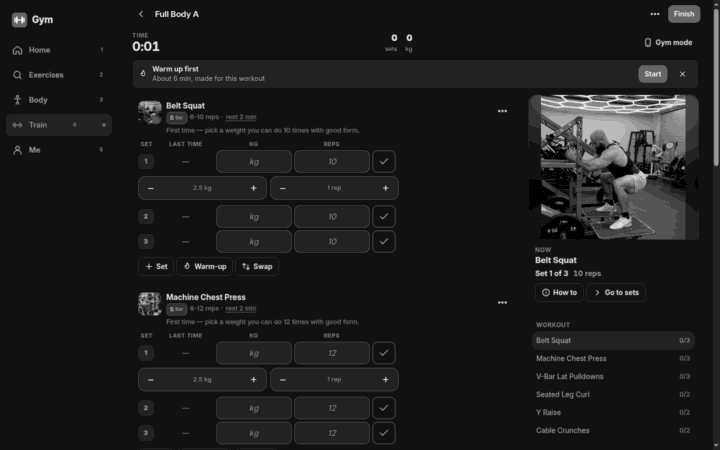 Gym
Home 1
Exercises 2
Body 3
Train 4
Me 5
Full Body A
Finish
TIME
0:01
0 0
sets kg
Gym mode
Warm up first
About 6 min, made for this workout
Start
Belt Squat
S tier 6-10 reps · rest 2 min
First time — pick a weight you can do 10 times with good form.
SET LAST TIME KG REPS
1 — kg 10
− 2.5 kg + − 1 rep +
2 — kg 10
3 — kg 10
+ Set Warm-up Swap
Machine Chest Press
S tier 8-12 reps · rest 2 min
First time — pick a weight you can do 12 times with good form.
SET LAST TIME KG REPS
1 — kg 12
− 2.5 kg + − 1 rep +
2 — kg 12
3 — kg 12
NOW
Belt Squat
Set 1 of 3 10 reps
How to Go to sets
WORKOUT
Belt Squat 0/3
Machine Chest Press 0/3
V-Bar Lat Pulldowns 0/3
Seated Leg Curl 0/2
Y Raise 0/2
Cable Crunches 0/2